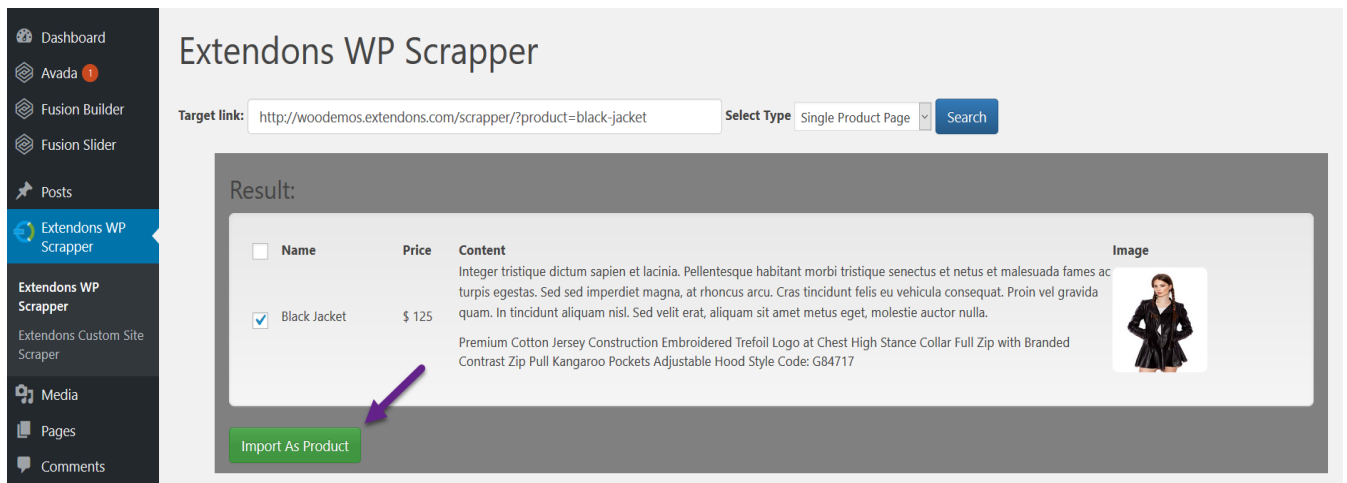 Dashboard
Avada 1
Fusion Builder
Fusion Slider
Posts
Extendons WP
Scrapper
Extendons WP
Scrapper
Extendons Custom Site
Scraper
Media
Pages
Comments
Extendons WP Scrapper
Target link: http://woodemos.extendons.com/scrapper/?product=black-jacket Select Type Single Product Page Search
Result:
Name Price Content Image
Black Jacket $ 125
Integer tristique dictum sapien et lacinia. Pellentesque habitant morbi tristique senectus et netus et malesuada fames ac
turpis egestas. Sed sed imperdiet magna, at rhoncus arcu. Cras tincidunt felis eu vehicula consequat. Proin vel gravida
quam. In tincidunt aliquam nisl. Sed velit erat, aliquam sit amet metus eget, molestie auctor nulla.
Premium Cotton Jersey Construction Embroidered Trefoil Logo at Chest High Stance Collar Full Zip with Branded
Contrast Zip Pull Kangaroo Pockets Adjustable Hood Style Code: G84717
Import As Product